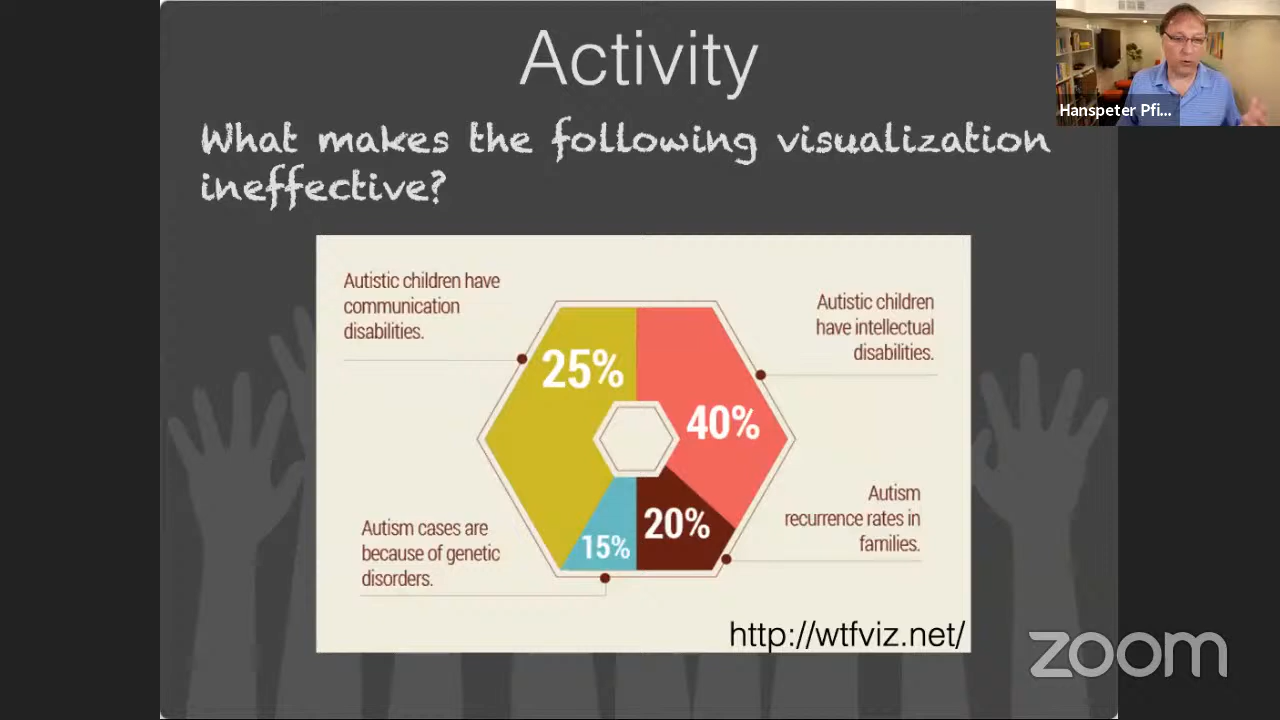 Activity
Hanspeter Pfi...
What makes the following visualization
ineffective?
Autistic children have
communication
disabilities.
Autistic children
have intellectual
disabilities.
25%
40%
Autism cases are
because of genetic
disorders.
15%
20%
Autism
recurrence rates in
families.
http://wtfviz.net/
zoom